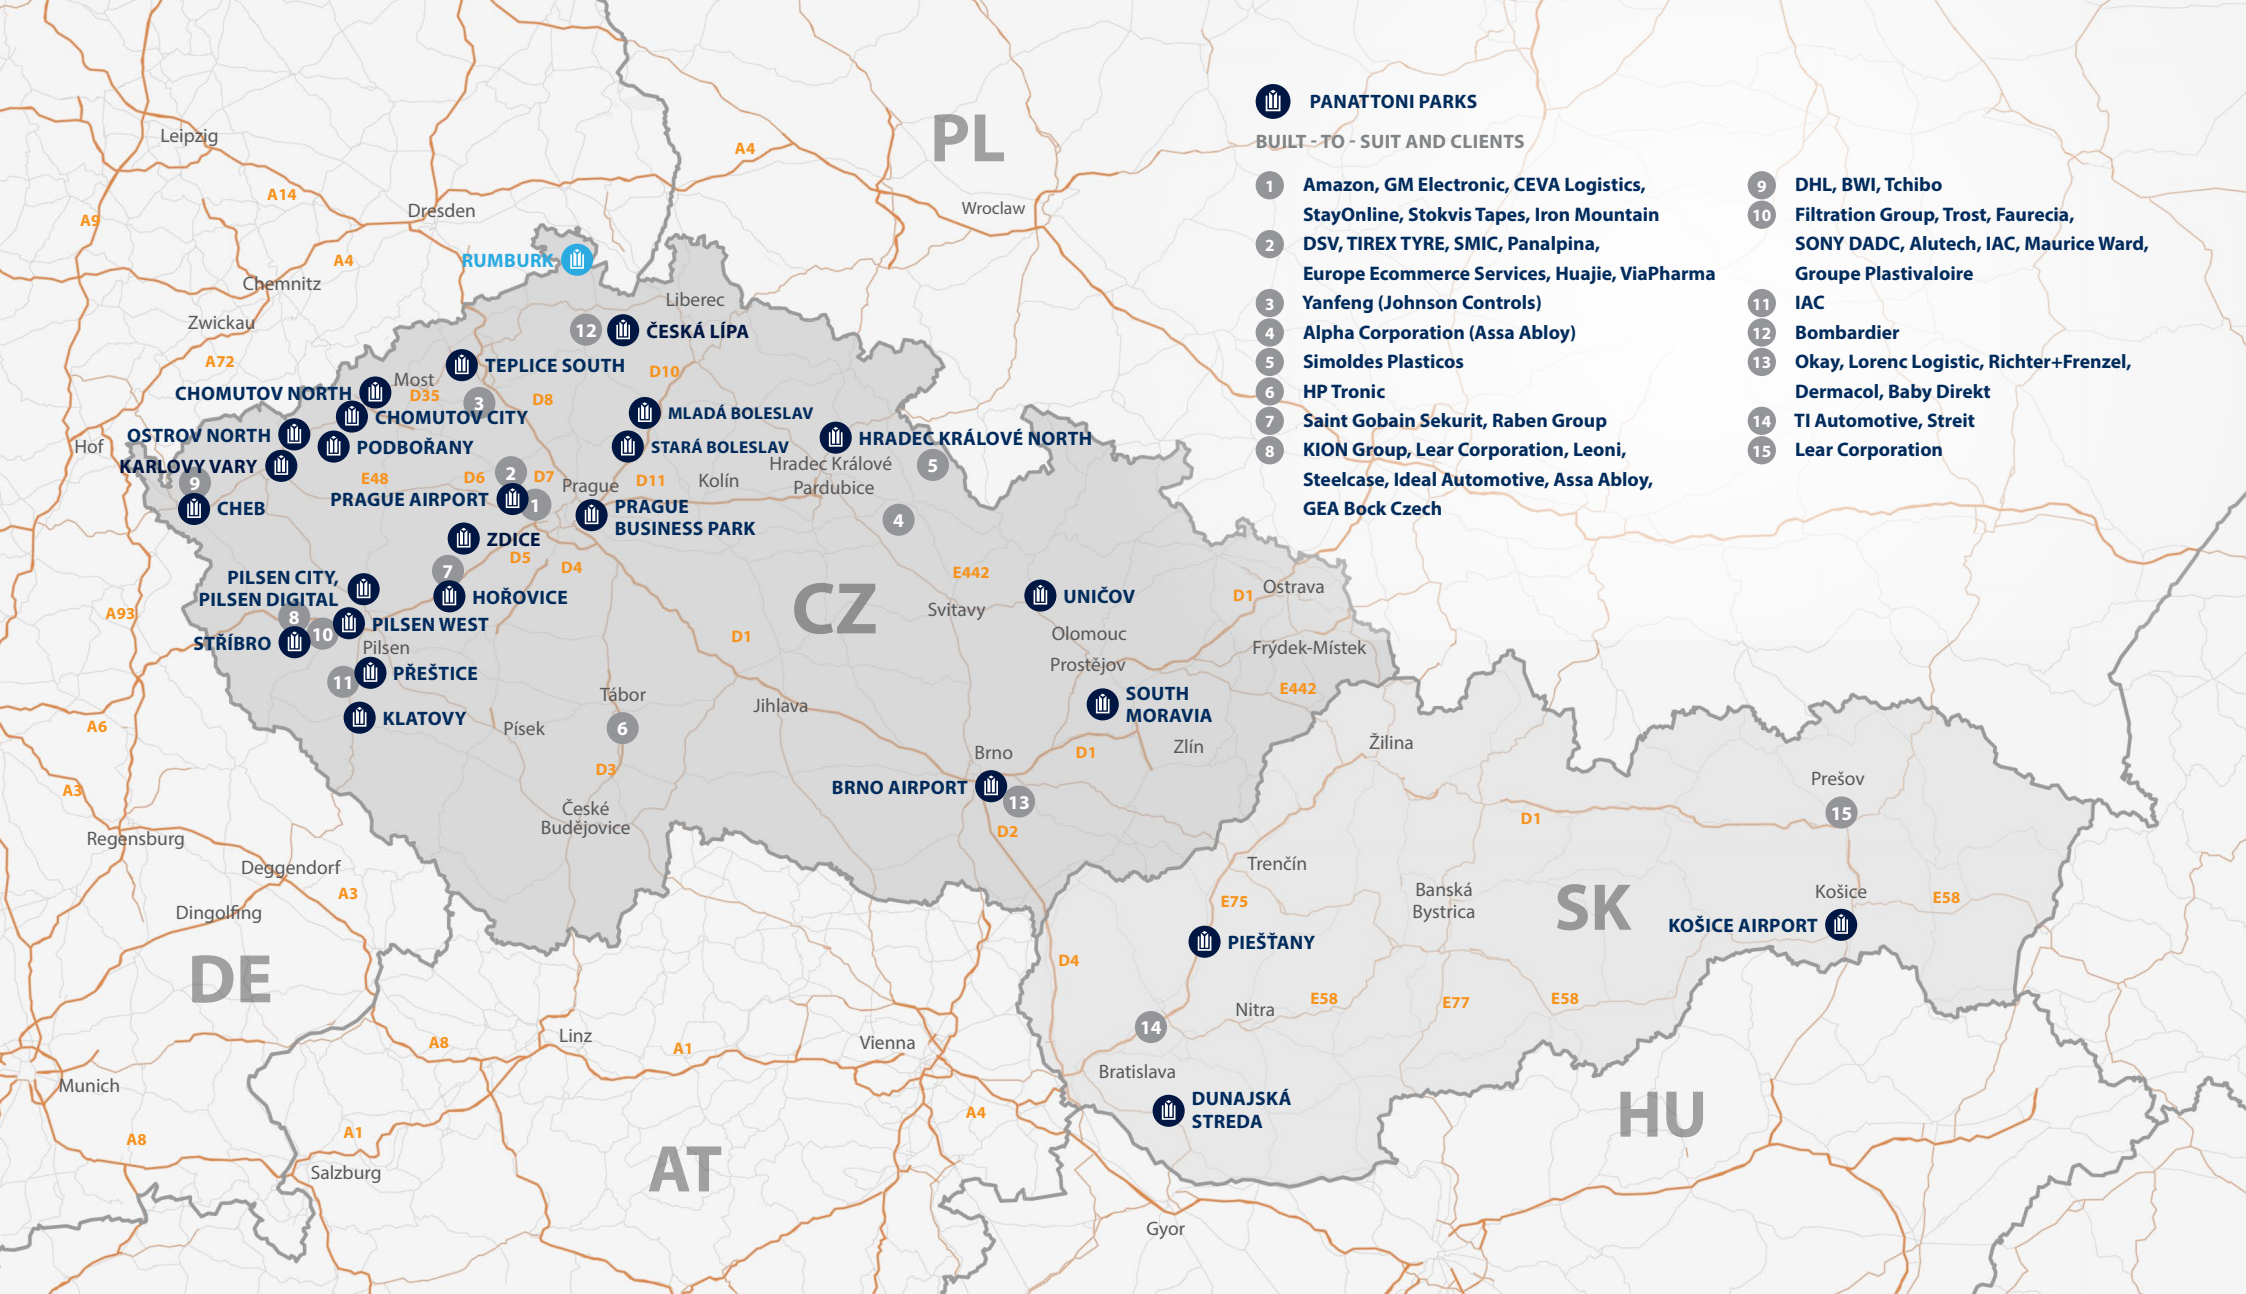 PANATTONI PARKS
BUILT - TO - SUIT AND CLIENTS
1 Amazon, GM Electronic, CEVA Logistics,
StayOnline, Stokvis Tapes, Iron Mountain
2 DSV, TIREX TYRE, SMIC, Panalpina,
Europe Ecommerce Services, Huajie, ViaPharma
3 Yanfeng (Johnson Controls)
4 Alpha Corporation (Assa Abloy)
5 Simoldes Plasticos
6 HP Tronic
7 Saint Gobain Sekurit, Raben Group
8 KION Group, Lear Corporation, Leoni,
Steelcase, Ideal Automotive, Assa Abloy,
GEA Bock Czech
9 DHL, BWI, Tchibo
10 Filtration Group, Trost, Faurecia,
SONY DADC, Alutech, IAC, Maurice Ward,
Groupe Plastivaloire
11 IAC
12 Bombardier
13 Okay, Lorenc Logistic, Richter+Frenzel,
Dermacol, Baby Direkt
14 TI Automotive, Streit
15 Lear Corporation
PL
Leipzig
A4
A14
A9
Dresden
Wroclaw
A4
RUMBURK
Chemnitz
Liberec
Zwickau
12
ČESKÁ LÍPA
A72
TEPLICE SOUTH
D10
Most
CHOMUTOV NORTH
D35
3
D8
CHOMUTOV CITY
MLADÁ BOLESLAV
OSTROV NORTH
Hof
PODBOŘANY
STARÁ BOLESLAV
HRADEC KRÁLOVÉ NORTH
KARLOVY VARY
Hradec Králové
5
9
E48
D6
2
D7
Prague
D11
Kolín
Pardubice
CHEB
PRAGUE AIRPORT
1
PRAGUE
BUSINESS PARK
4
ZDICE
D5
D4
7
E442
PILSEN CITY,
PILSEN DIGITAL
HOŘOVICE
CZ
UNIČOV
D1
Ostrava
A93
8
10
PILSEN WEST
Svitavy
Olomouc
STŘÍBRO
Pilsen
D1
Prostějov
Frýdek-Místek
11
PŘEŠTICE
Tábor
E442
KLATOVY
Písek
6
Jihlava
SOUTH
MORAVIA
A6
D3
Brno
D1
Zlín
Žilina
A3
BRNO AIRPORT
13
Prešov
České
Budějovice
D2
D1
15
Regensburg
Deggendorf
A3
Trenčín
Banská
Bystrica
SK
Košice
E58
Dingolfing
E75
KOŠICE AIRPORT
DE
D4
PIEŠŤANY
Nitra
E58
E77
E58
Linz
14
A8
A1
Vienna
Munich
Bratislava
A4
DUNAJSKÁ
STREDA
HU
A8
A1
Salzburg
AT
Gyor